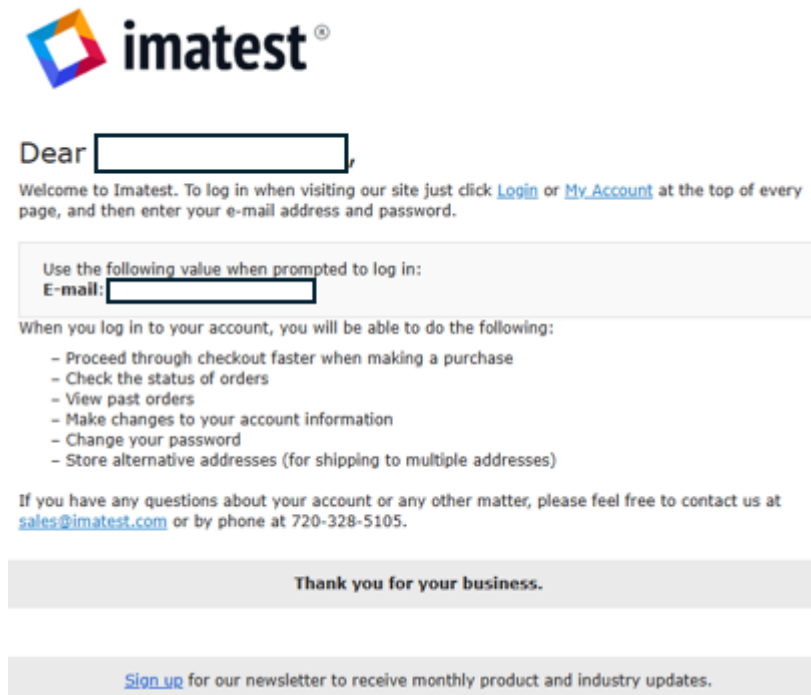 imatest®
Dear ,
Welcome to Imatest. To log in when visiting our site just click Login or My Account at the top of every
page, and then enter your e-mail address and password.
Use the following value when prompted to log in:
E-mail:
When you log in to your account, you will be able to do the following:
– Proceed through checkout faster when making a purchase
– Check the status of orders
– View past orders
– Make changes to your account information
– Change your password
– Store alternative addresses (for shipping to multiple addresses)
If you have any questions about your account or any other matter, please feel free to contact us at
sales@imatest.com or by phone at 720-328-5105.
Thank you for your business.
Sign up for our newsletter to receive monthly product and industry updates.